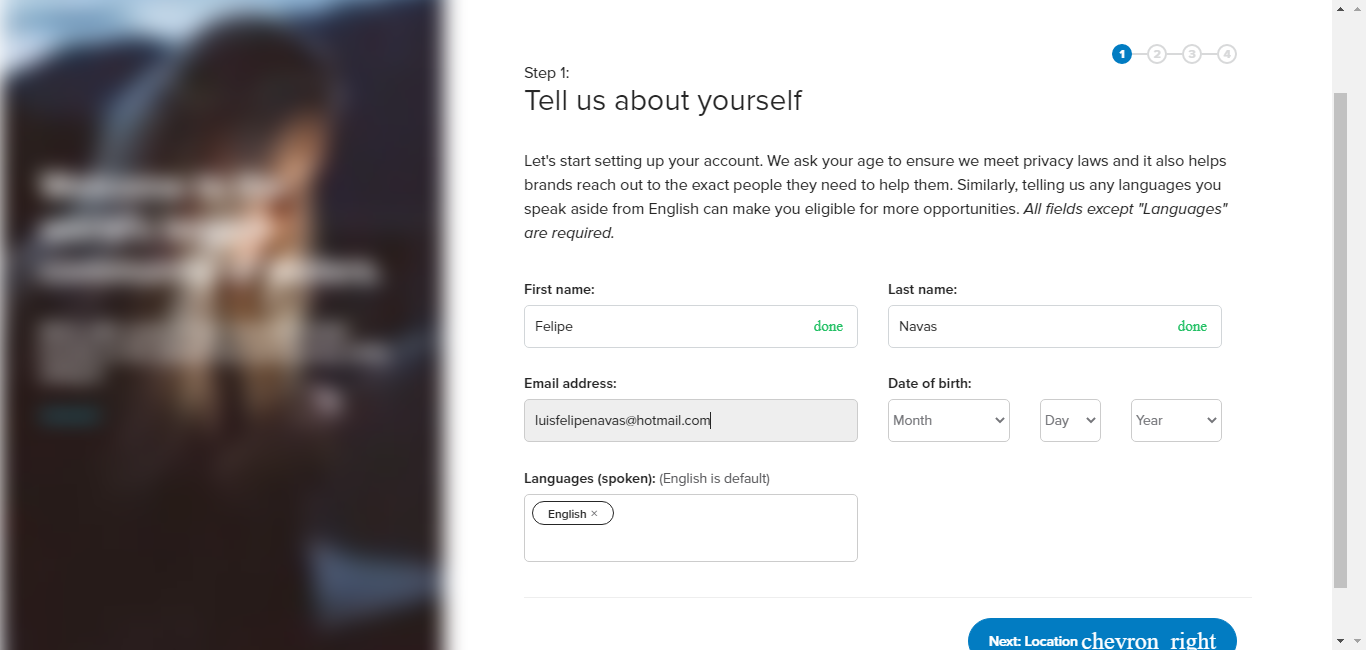 1 2 3 4
Step 1:
Tell us about yourself
Let's start setting up your account. We ask your age to ensure we meet privacy laws and it also helps
brands reach out to the exact people they need to help them. Similarly, telling us any languages you
speak aside from English can make you eligible for more opportunities. All fields except "Languages"
are required.
First name:
Last name:
Felipe done
Navas done
Email address:
Date of birth:
luisfelipenavas@hotmail.com
Month Day Year
Languages (spoken): (English is default)
English ×
Next: Location chevron_right